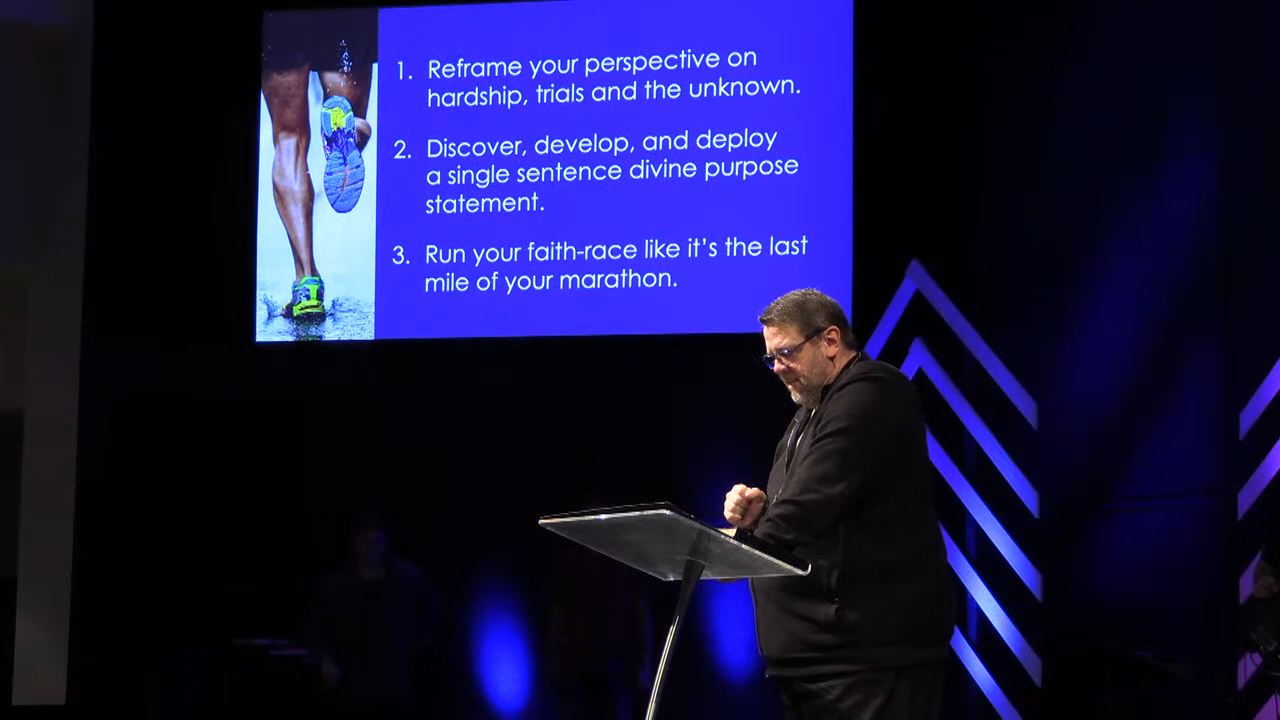 1. Reframe your perspective on
hardship, trials and the unknown.
2. Discover, develop, and deploy
a single sentence divine purpose
statement.
3. Run your faith-race like it's the last
mile of your marathon.